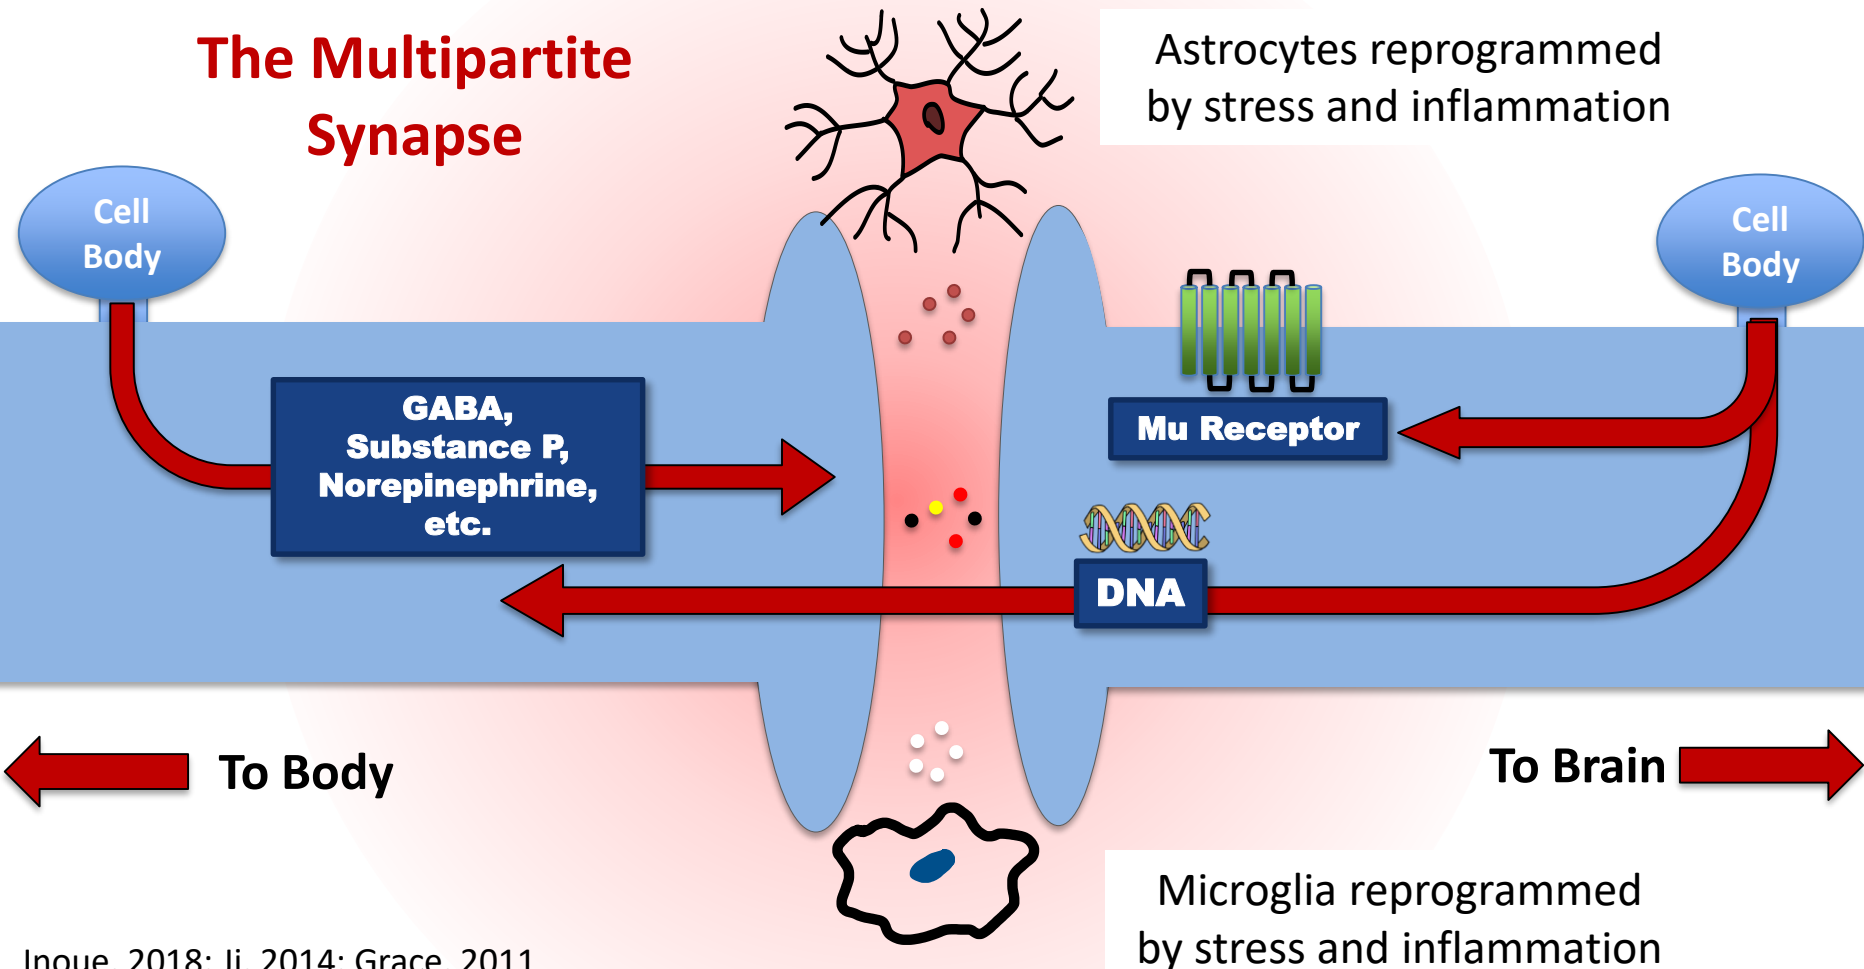 The Multipartite
Synapse
Astrocytes reprogrammed
by stress and inflammation
Cell
Body
Cell
Body
GABA,
Substance P,
Norepinephrine,
etc.
Mu Receptor
DNA
To Body
To Brain
Microglia reprogrammed
by stress and inflammation
Inoue, 2018; Ji, 2014; Grace, 2011